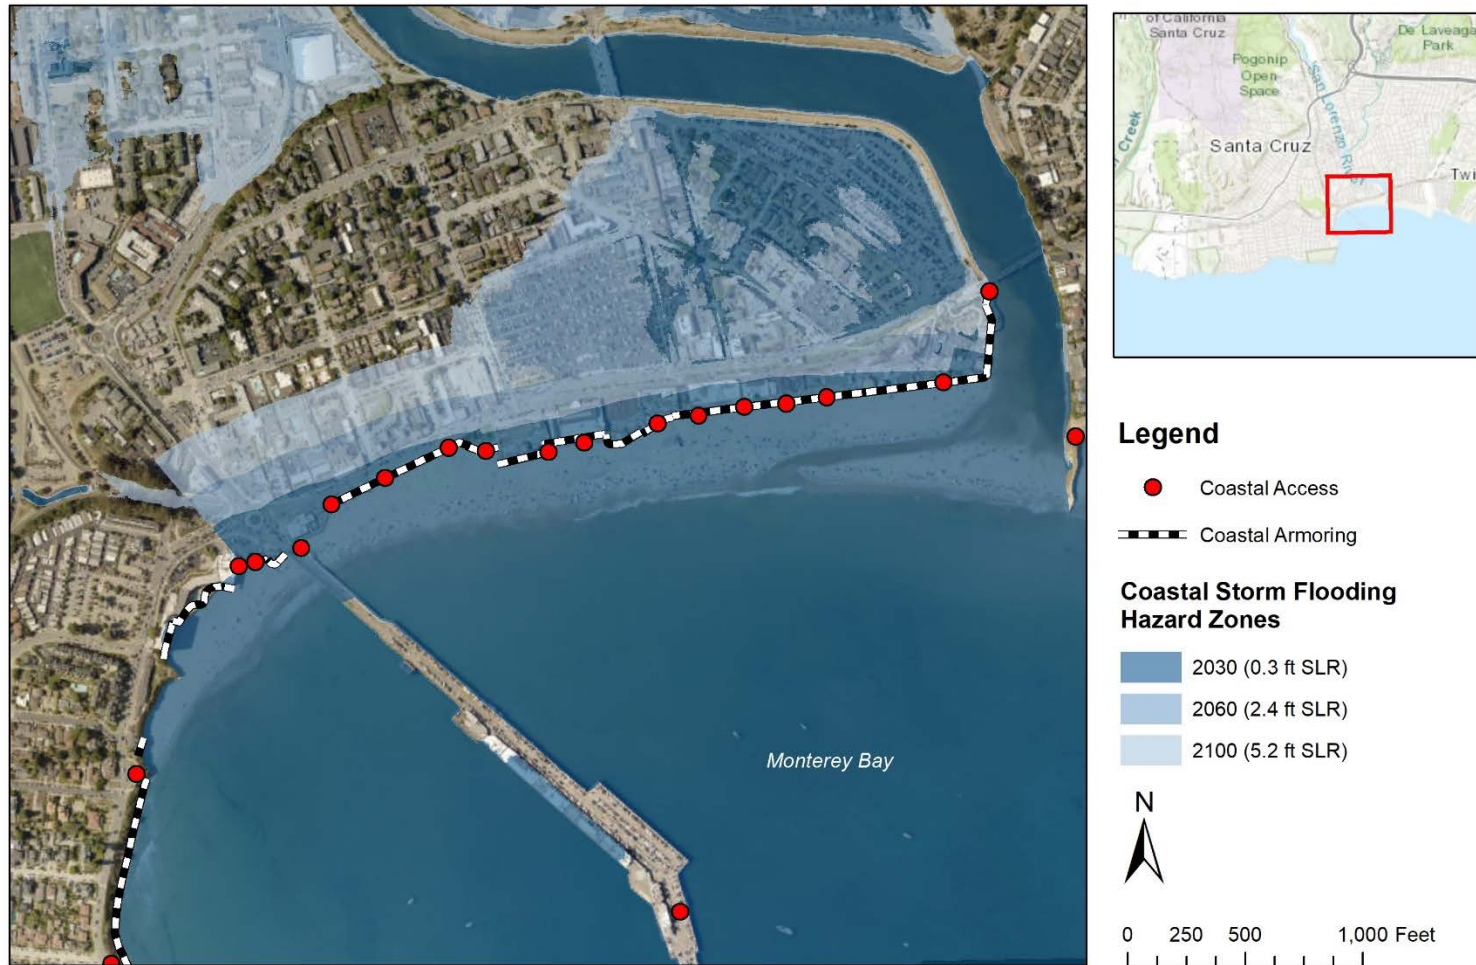 of California
Santa Cruz
De Laveaga
Park
Pogonip
Open
Space
San Lorenzo River
Creek
Santa Cruz
Twi
Legend
Coastal Access
Coastal Armoring
Coastal Storm Flooding
Hazard Zones
2030 (0.3 ft SLR)
2060 (2.4 ft SLR)
2100 (5.2 ft SLR)
Monterey Bay
N
0 250 500 1,000 Feet